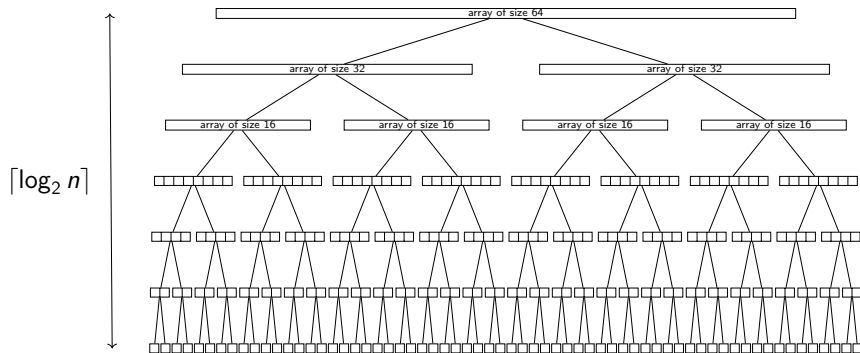 array of size 64
array of size 32
array of size 32
array of size 16
array of size 16
array of size 16
array of size 16
⌈log₂ n⌉